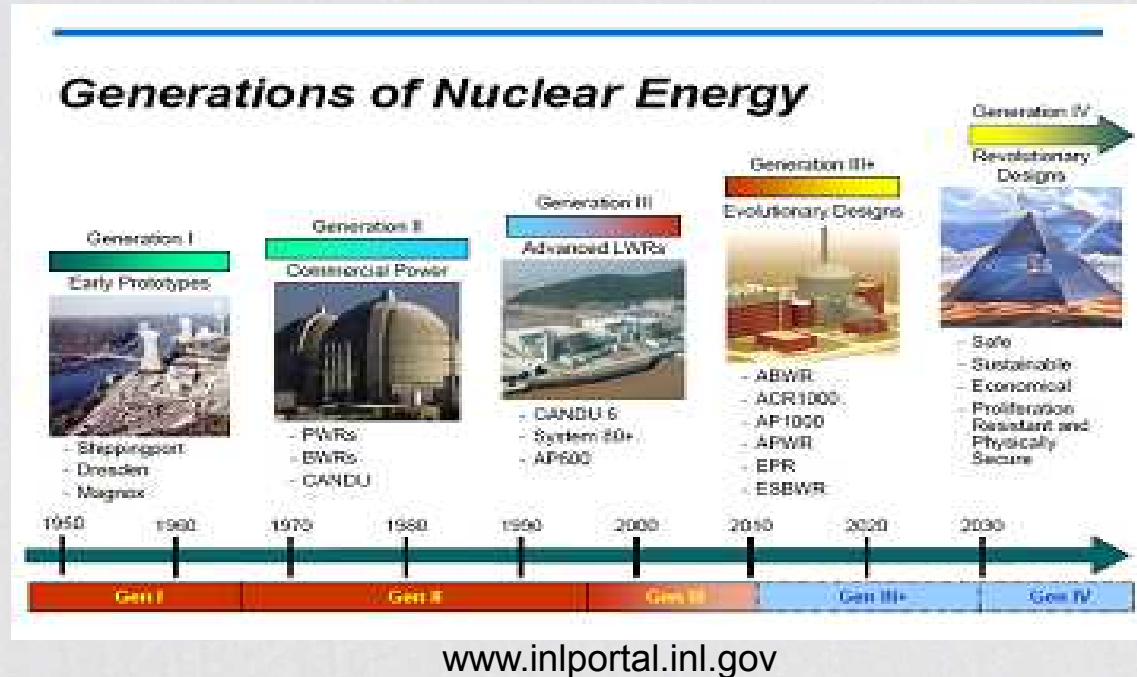 Generations of Nuclear Energy
Generation I
Early Prototypes
- Shippingport
- Dresden
- Magnox
Generation II
Commercial Power
- PWRs
- BWRs
- CANDU
Generation III
Advanced LWRs
- CANDU 6
- System 80+
- AP600
Generation III+
Evolutionary Designs
- ABWR
- ACR1000
- AP1000
- APWR
- EPR
- ESBWR
Generation IV
Revolutionary
Designs
- Safe
- Sustainable
- Economical
- Proliferation
Resistant and
Physically
Secure
1950 1960 1970 1980 1990 2000 2010 2020 2030
Gen I Gen II Gen III Gen III+ Gen IV
www.inlportal.inl.gov